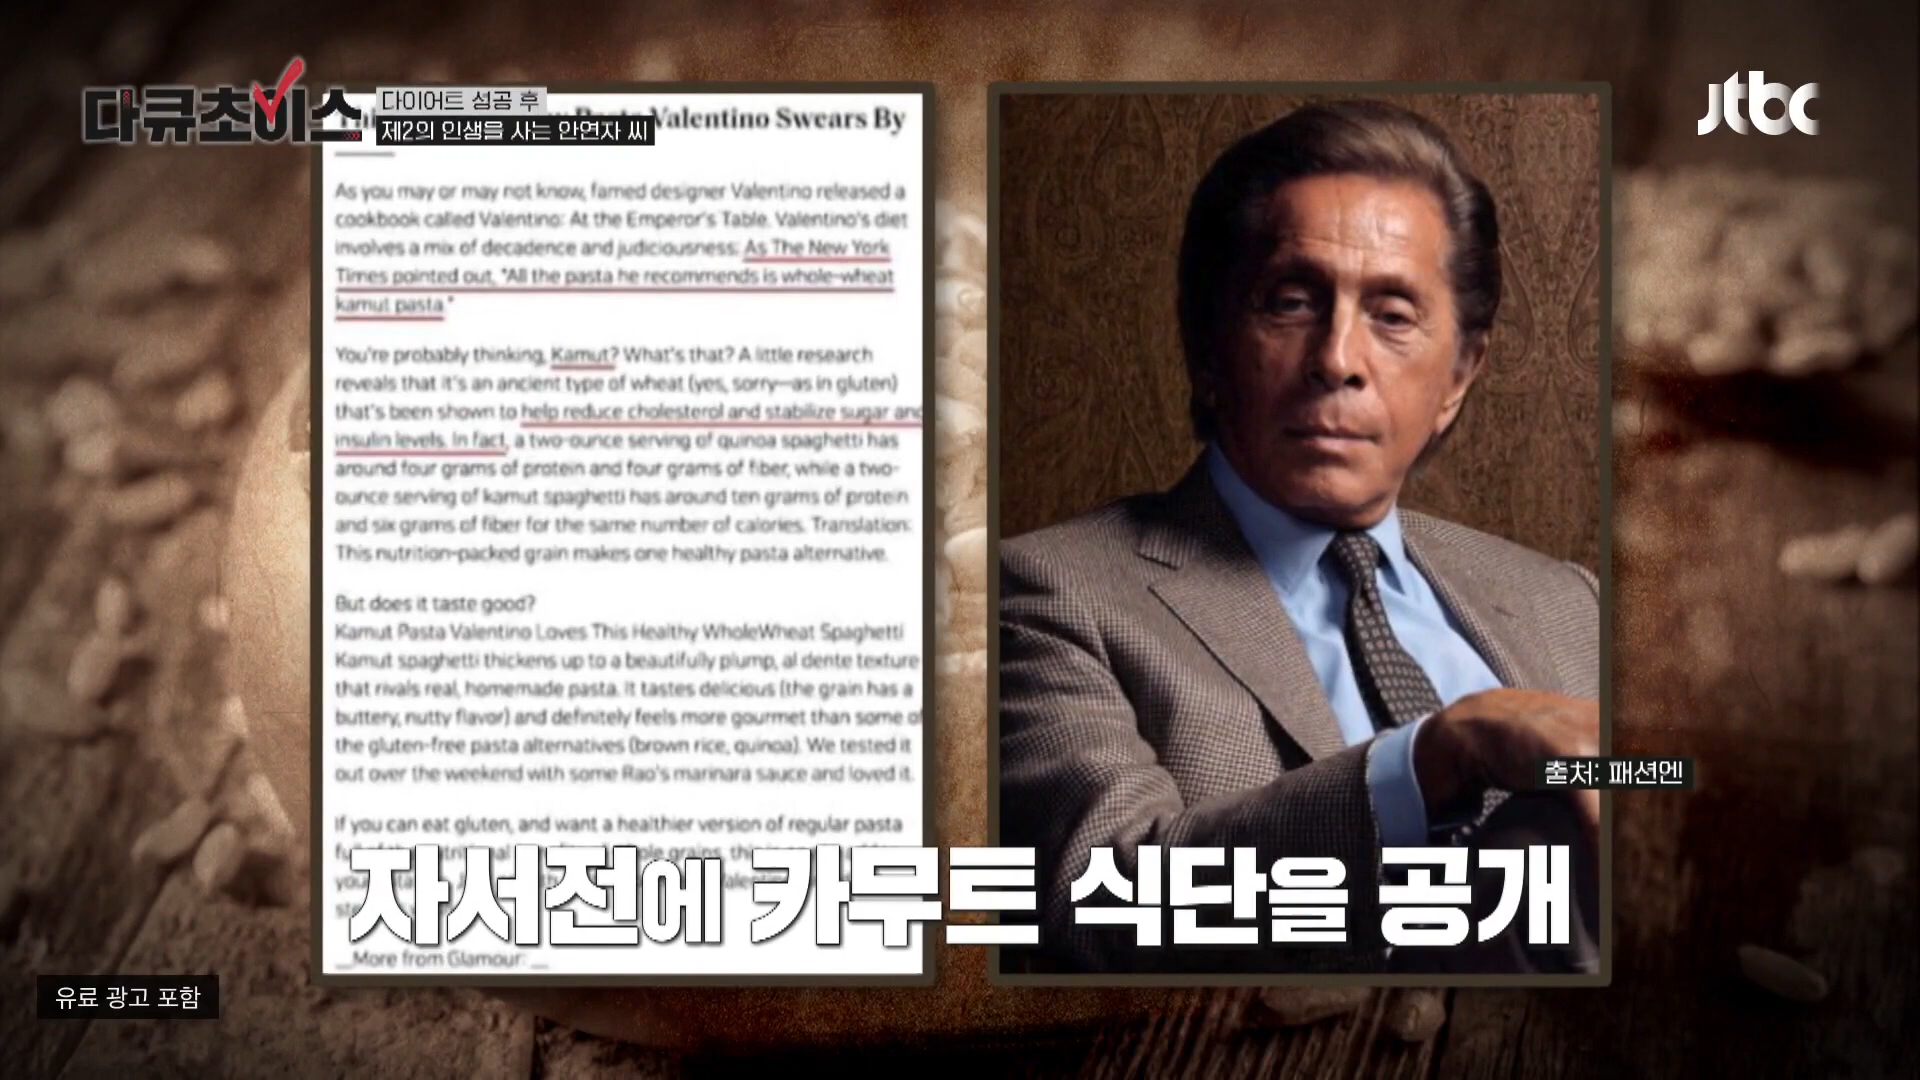 다큐초이스
다이어트 성공 후
제2의 인생을 사는 안연자 씨
jtbc
Pasta Valentino Swears By
As you may or may not know, famed designer Valentino released a
cookbook called Valentino: At the Emperor's Table. Valentino's diet
involves a mix of decadence and judiciousness: As The New York
Times pointed out, "All the pasta he recommends is whole-wheat
kamut pasta."
You're probably thinking, Kamut? What's that? A little research
reveals that it's an ancient type of wheat (yes, sorry—as in gluten)
that's been shown to help reduce cholesterol and stabilize sugar and
insulin levels. In fact, a two-ounce serving of quinoa spaghetti has
around four grams of protein and four grams of fiber, while a two-
ounce serving of kamut spaghetti has around ten grams of protein
and six grams of fiber for the same number of calories. Translation:
This nutrition-packed grain makes one healthy pasta alternative.
But does it taste good?
Kamut Pasta Valentino Loves This Healthy WholeWheat Spaghetti
Kamut spaghetti thickens up to a beautifully plump, al dente texture
that rivals real, homemade pasta. It tastes delicious (the grain has a
buttery, nutty flavor) and definitely feels more gourmet than some of
the gluten-free pasta alternatives (brown rice, quinoa). We tested it
out over the weekend with some Rao's marinara sauce and loved it.
If you can eat gluten, and want a healthier version of regular pasta
grains, this
__More from Glamour: __
출처: 패션엔
자서전에 카무트 식단을 공개
유료 광고 포함